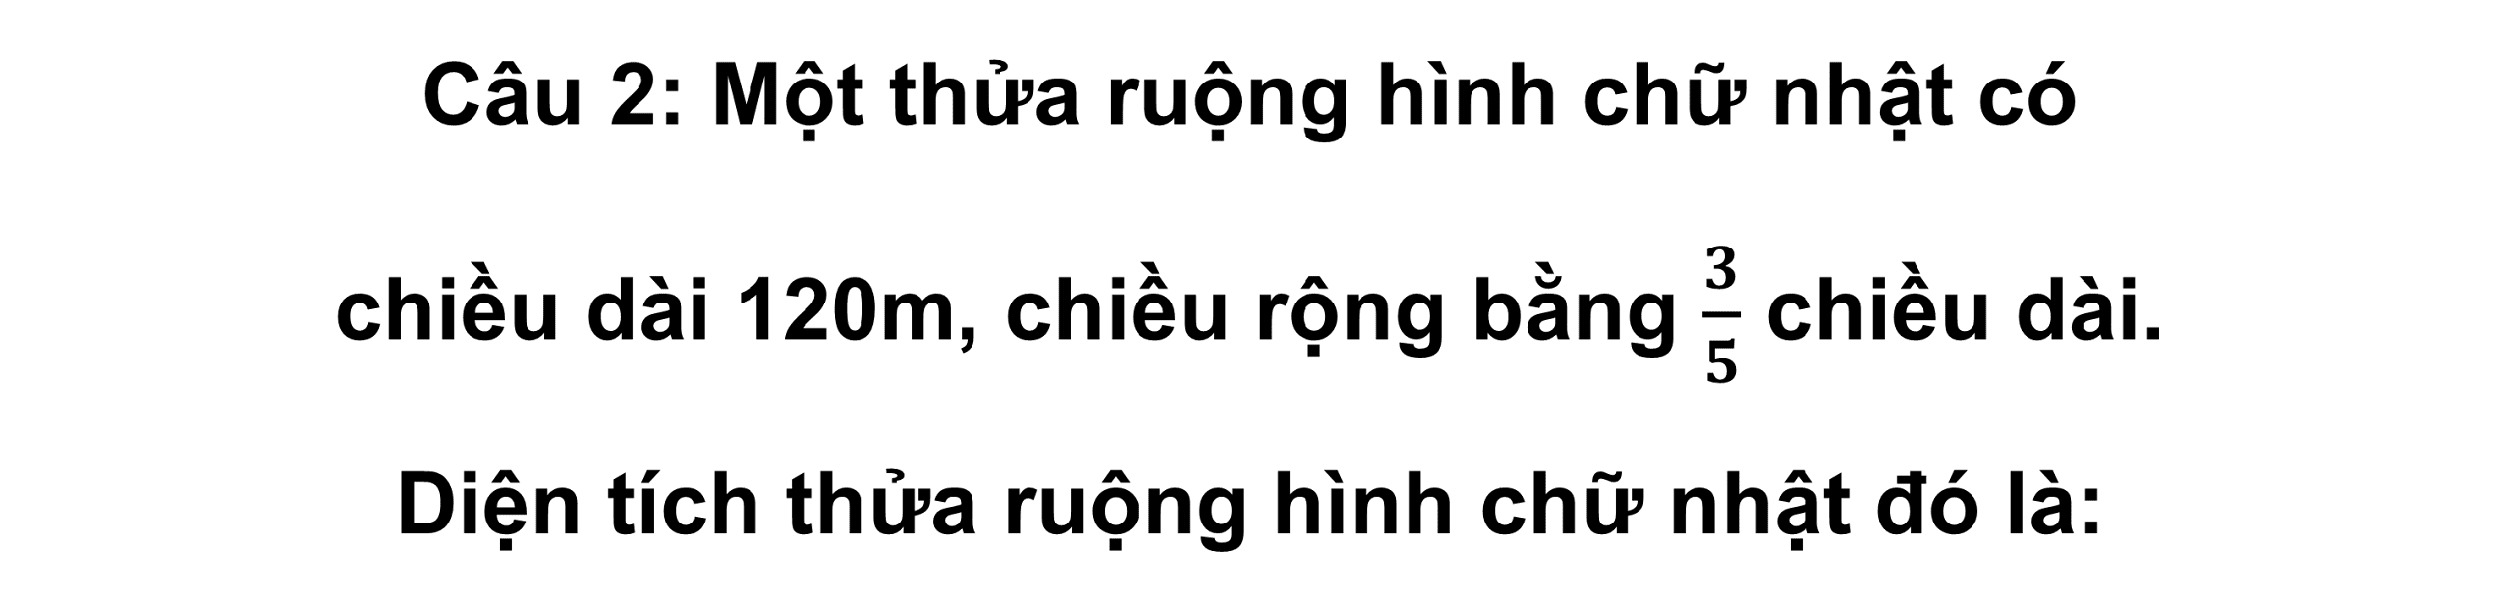 Câu 2: Một thửa ruộng hình chữ nhật có
chiều dài 120m, chiều rộng bằng 3/5 chiều dài.
Diện tích thửa ruộng hình chữ nhật đó là: